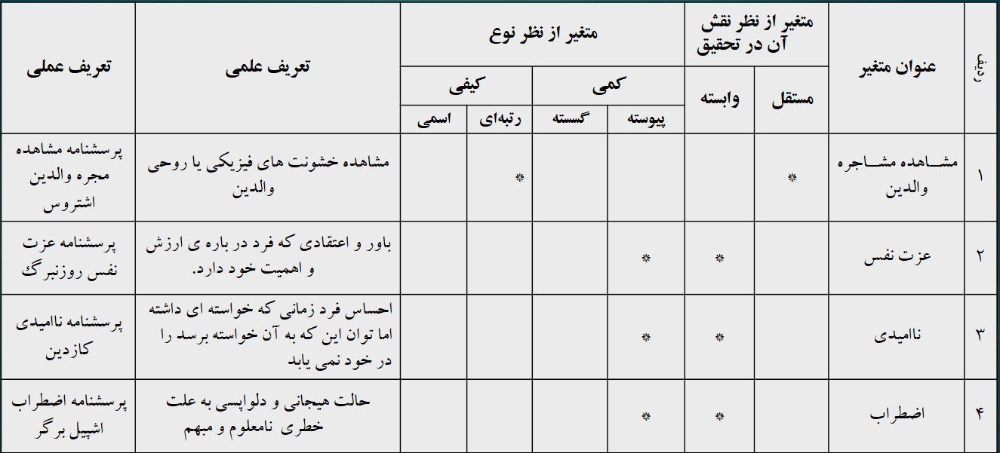 ردیف
عنوان متغیر
متغیر از نظر نقش
آن در تحقیق
متغیر از نظر نوع
تعریف علمی
تعریف عملی
مستقل
وابسته
کمی
کیفی
پیوسته
گسسته
رتبه‌ای
اسمی
۱
مشـــاهده مشـــاجره
والدین
*
*
مشاهده خشونت های فیزیکی یا روحی
والدین
پرسشنامه مشاهده
مجره والدین
اشتروس
۲
عزت نفس
*
*
باور و اعتقادی که فرد در باره ی ارزش
و اهمیت خود دارد.
پرسشنامه عزت
نفس روزنبرگ
۳
ناامیدی
*
*
احساس فرد زمانی که خواسته ای داشته
اما توان این که به آن خواسته برسد را
در خود نمی یابد
پرسشنامه ناامیدی
کازدین
۴
اضطراب
*
*
حالت هیجانی و دلواپسی به علت
خطری نامعلوم و مبهم
پرسشنامه اضطراب
اشپیل برگر